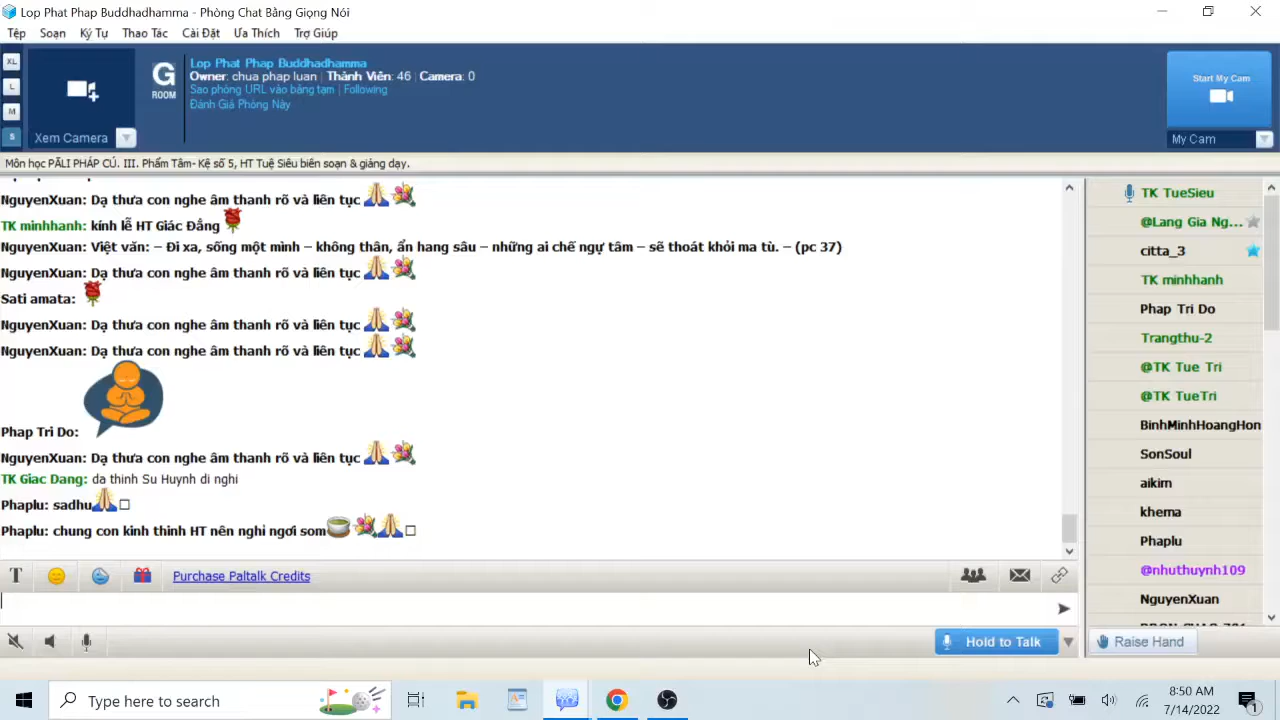 Lop Phat Phap Buddhadhamma - Phòng Chat Bằng Giọng Nói
Tệp Soạn Ký Tự Thao Tác Cài Đặt Ưa Thích Trợ Giúp
XL
L
M
S
Xem Camera
G
ROOM
Lop Phat Phap Buddhadhamma
Owner: chua phap luan | Thành Viên: 46 | Camera: 0
Sao phòng URL vào bảng tạm | Following
Đánh Giá Phòng Này
Start My Cam
My Cam
Môn học PĀLI PHÁP CÚ. III. Phẩm Tâm- Kệ số 5, HT Tuệ Siêu biên soạn & giảng dạy.
NguyenXuan: Dạ thưa con nghe âm thanh rõ và liên tục
TK minhhanh: kính lễ HT Giác Đẳng
NguyenXuan: Việt văn: – Đi xa, sống một mình – không thân, ẩn hang sâu – những ai chế ngự tâm – sẽ thoát khỏi ma tù. – (pc 37)
NguyenXuan: Dạ thưa con nghe âm thanh rõ và liên tục
Sati amata:
NguyenXuan: Dạ thưa con nghe âm thanh rõ và liên tục
NguyenXuan: Dạ thưa con nghe âm thanh rõ và liên tục
Phap Tri Do:
NguyenXuan: Dạ thưa con nghe âm thanh rõ và liên tục
TK Giac Dang: da thinh Su Huynh di nghi
Phaplu: sadhu
Phaplu: chung con kinh thinh HT nên nghỉ ngơi som
TK TueSieu
@Lang Gia Ng...
citta_3
TK minhhanh
Phap Tri Do
Trangthu-2
@TK Tue Tri
@TK TueTri
BinhMinhHoangHon
SonSoul
aikim
khema
Phaplu
@nhuthuynh109
NguyenXuan
T
Purchase Paltalk Credits
Hold to Talk
Raise Hand
Type here to search
8:50 AM
7/14/2022
1